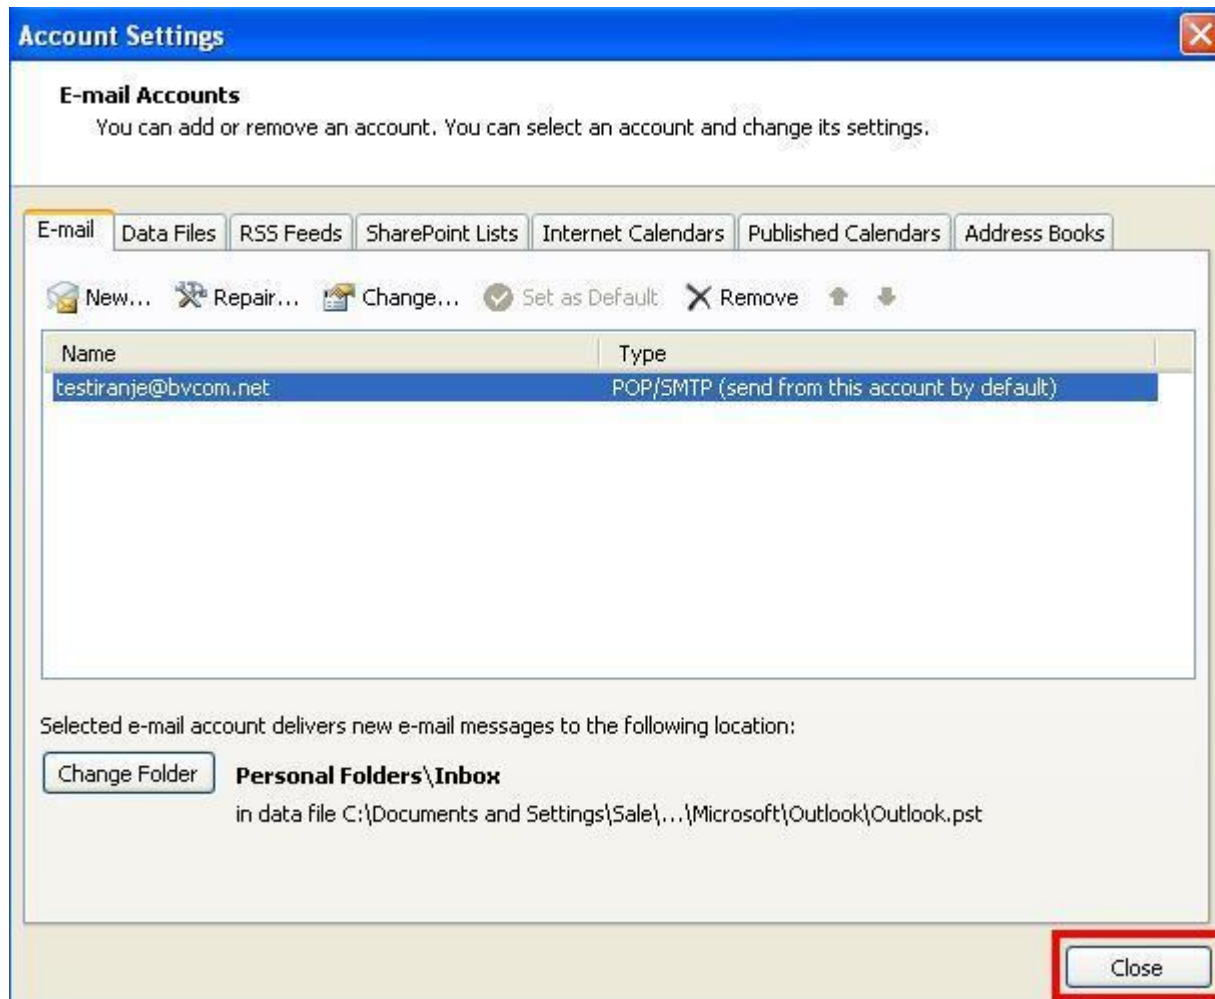 Account Settings
E-mail Accounts
You can add or remove an account. You can select an account and change its settings.
E-mail Data Files RSS Feeds SharePoint Lists Internet Calendars Published Calendars Address Books
New... Repair... Change... Set as Default Remove
Name Type
testiranje@bvcom.net POP/SMTP (send from this account by default)
Selected e-mail account delivers new e-mail messages to the following location:
Change Folder Personal Folders\Inbox
in data file C:\Documents and Settings\Sale\...\Microsoft\Outlook\Outlook.pst
Close